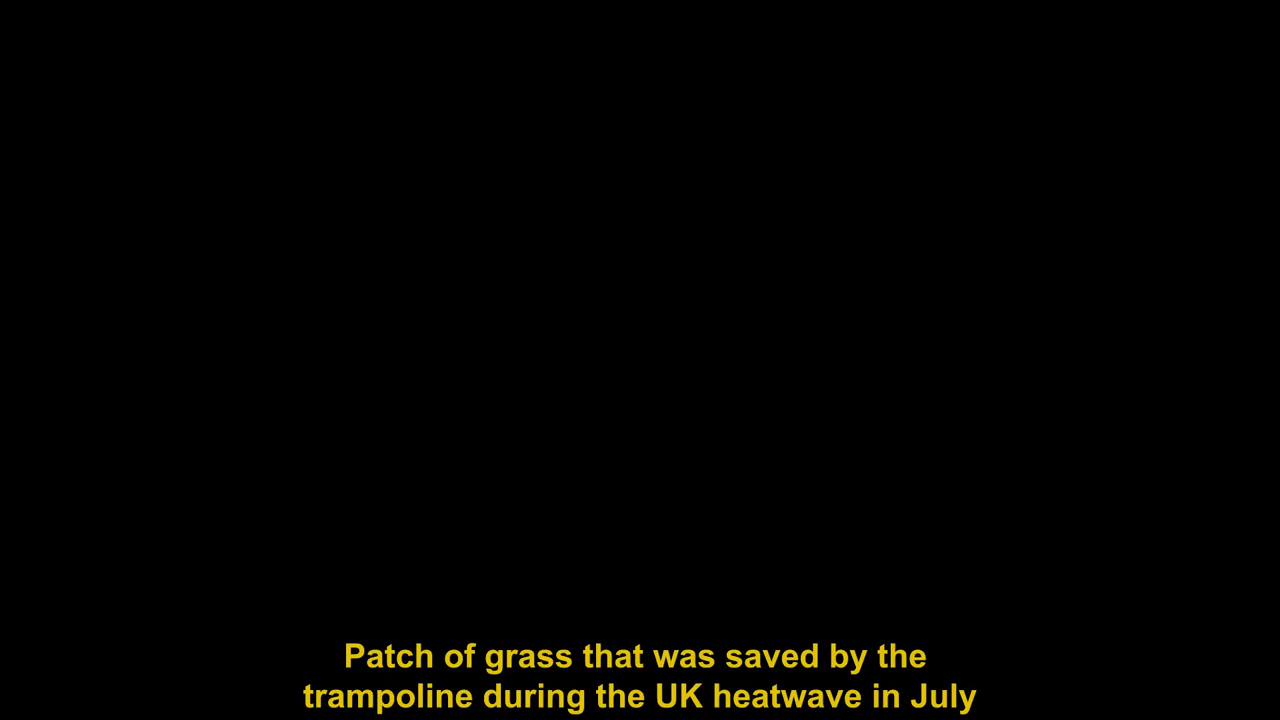 Patch of grass that was saved by the
trampoline during the UK heatwave in July